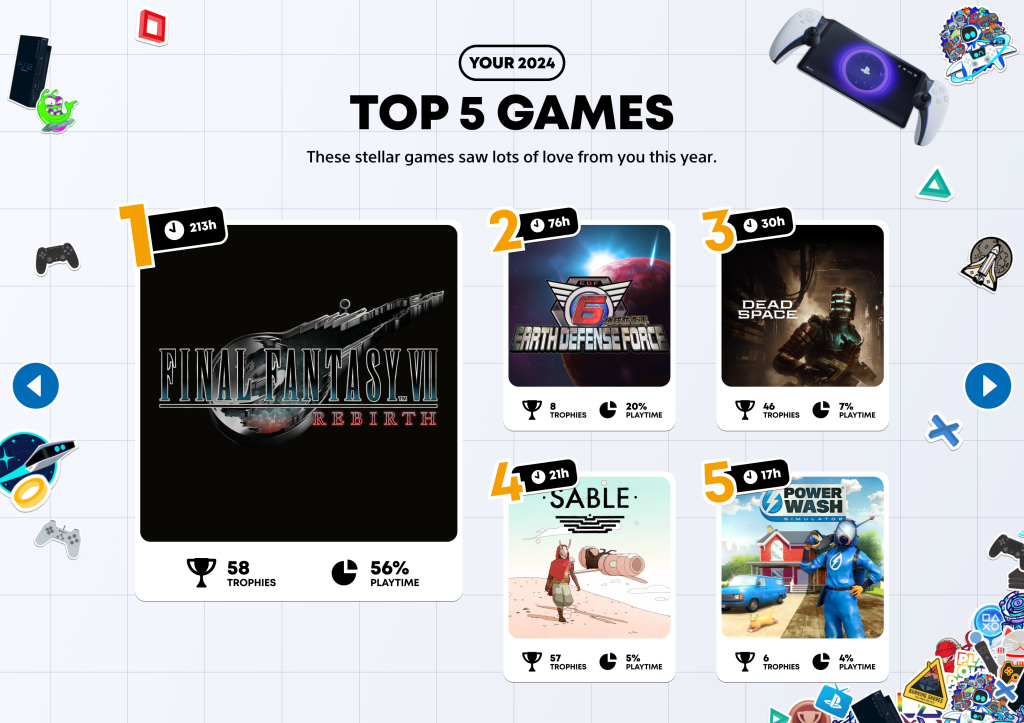 YOUR 2024
TOP 5 GAMES
These stellar games saw lots of love from you this year.
1
213h
FINAL FANTASY VII
REBIRTH
58
TROPHIES
56%
PLAYTIME
2
76h
EDF
6
EARTH DEFENSE FORCE
8
TROPHIES
20%
PLAYTIME
3
30h
DEAD
SPACE
46
TROPHIES
7%
PLAYTIME
4
21h
·SABLE·
57
TROPHIES
5%
PLAYTIME
5
17h
POWER
WASH
SIMULATOR
6
TROPHIES
4%
PLAYTIME